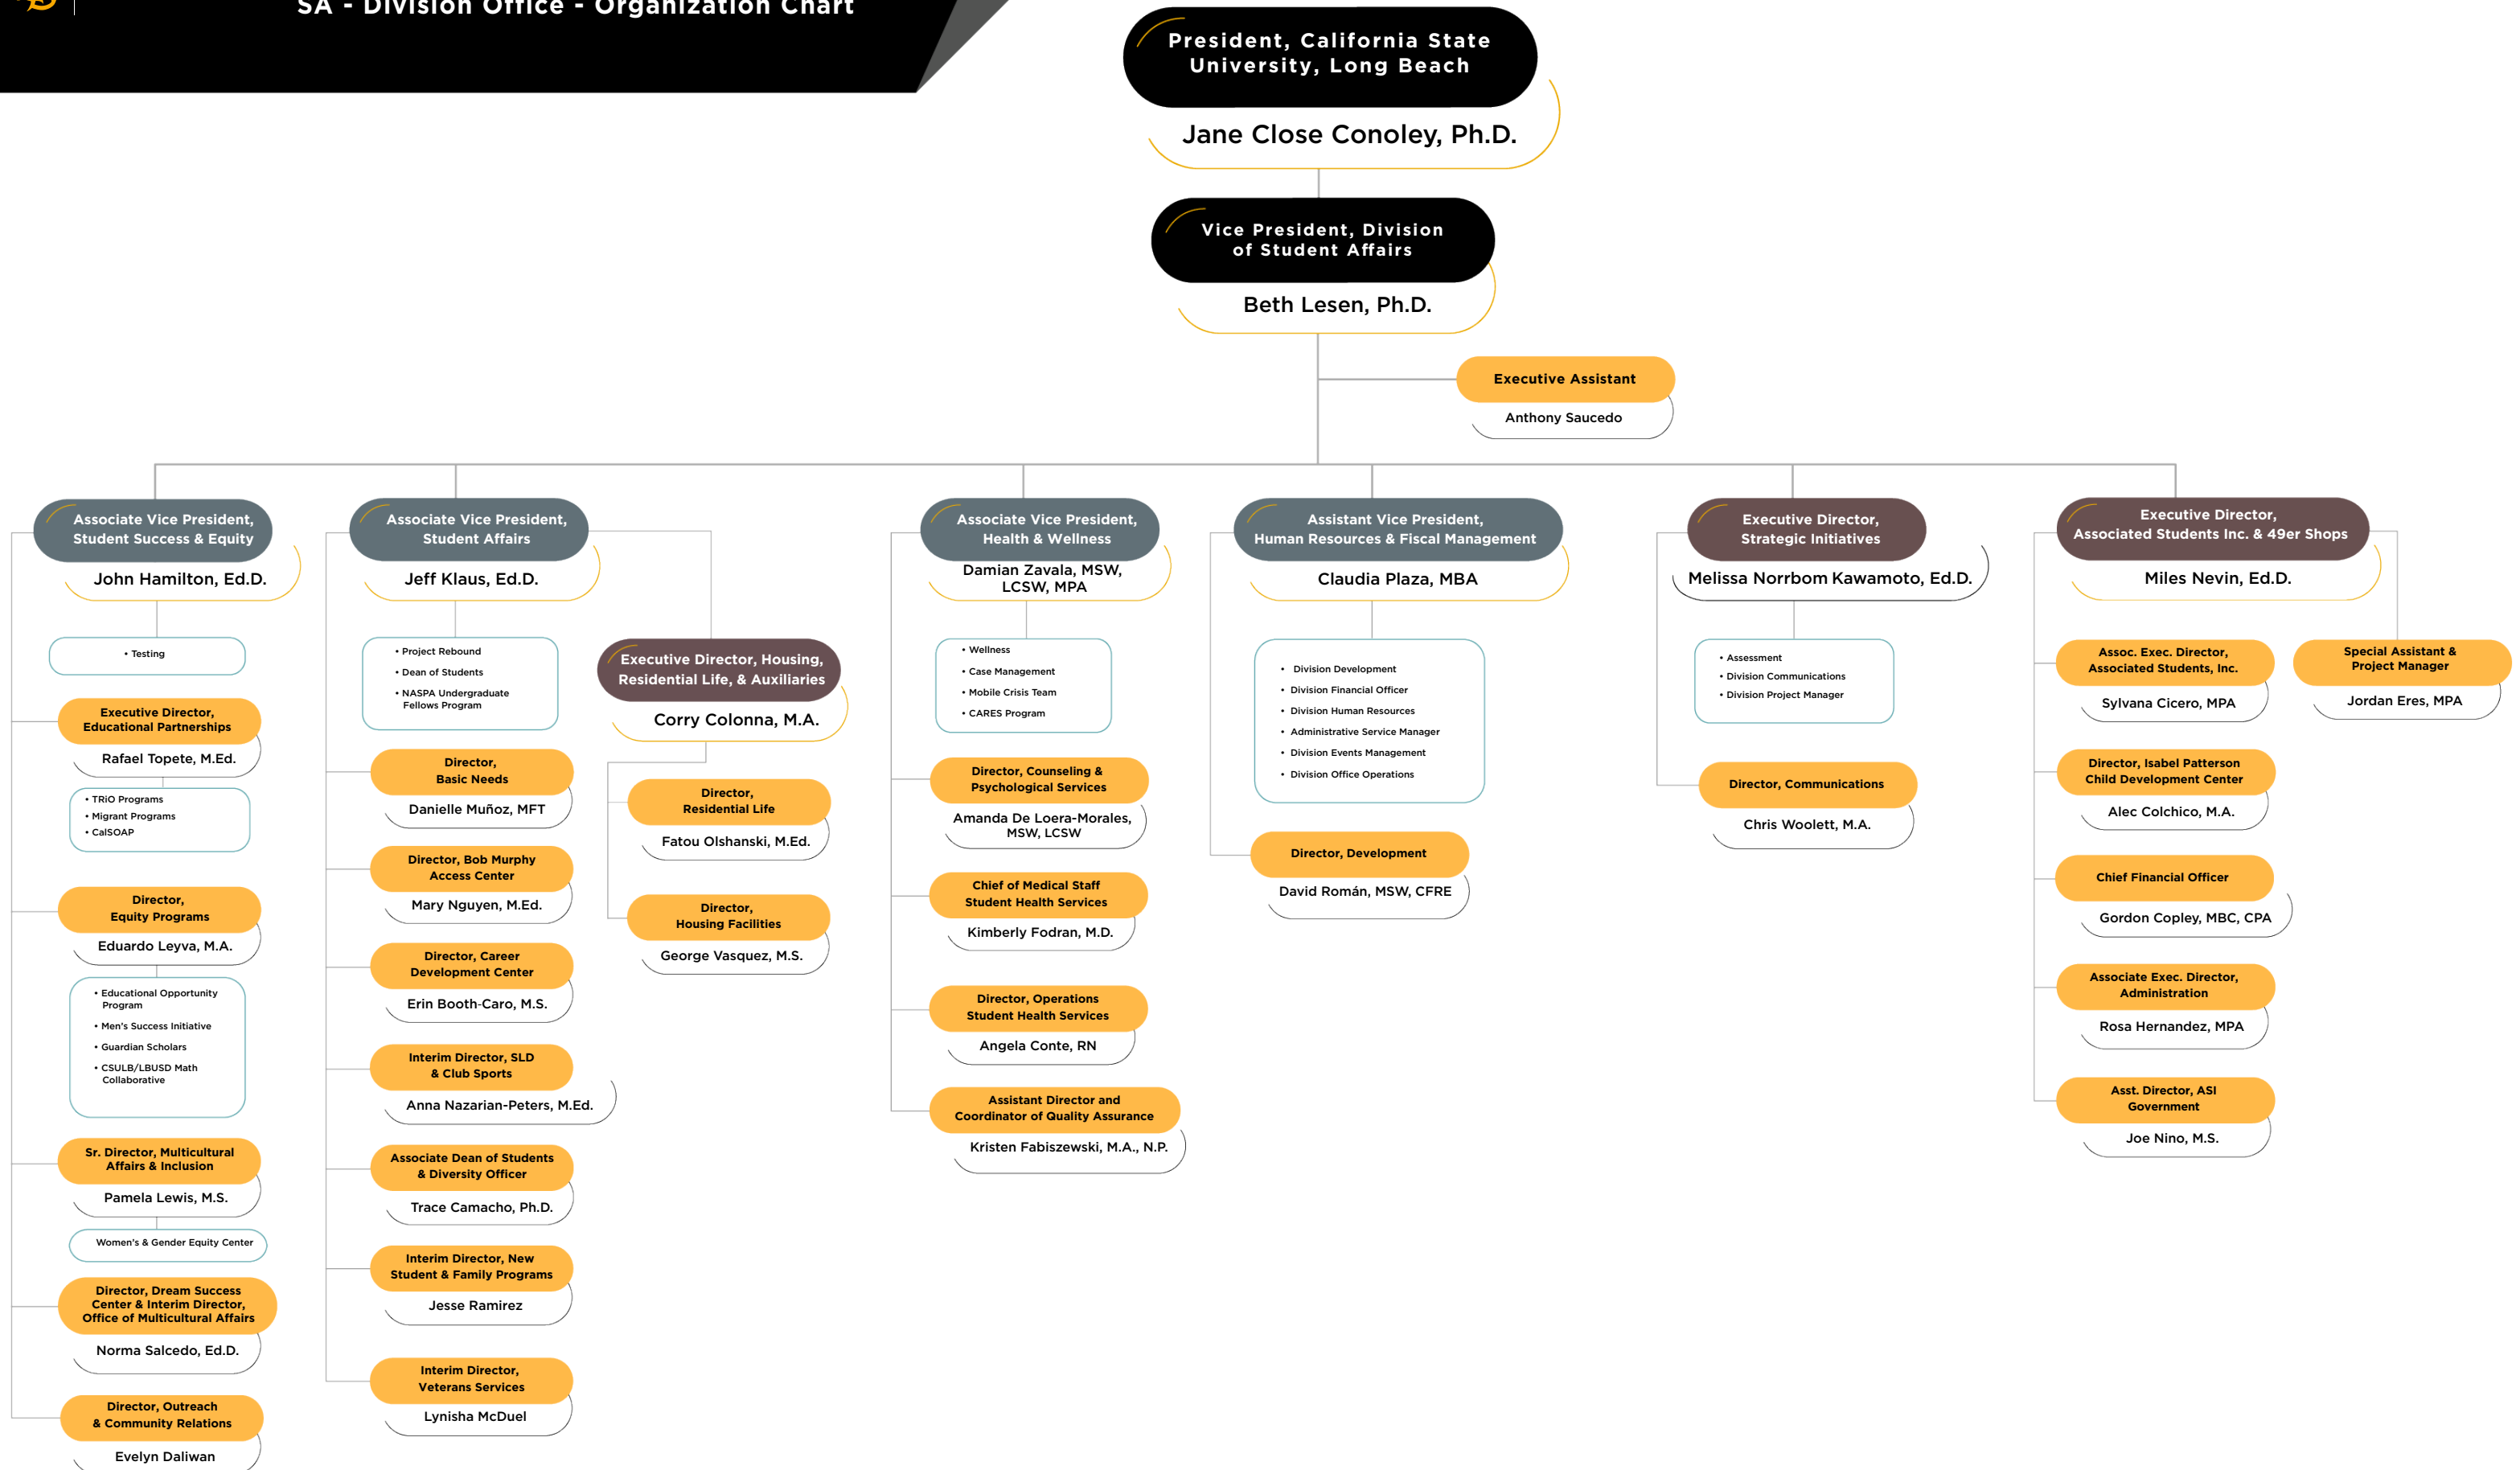 SA - Division Office - Organization Chart
President, California State
University, Long Beach
Jane Close Conoley, Ph.D.
Vice President, Division
of Student Affairs
Beth Lesen, Ph.D.
Executive Assistant
Anthony Saucedo
Associate Vice President,
Student Success & Equity
John Hamilton, Ed.D.
• Testing
Executive Director,
Educational Partnerships
Rafael Topete, M.Ed.
• TRiO Programs
• Migrant Programs
• CalSOAP
Director,
Equity Programs
Eduardo Leyva, M.A.
• Educational Opportunity
Program
• Men's Success Initiative
• Guardian Scholars
• CSULB/LBUSD Math
Collaborative
Sr. Director, Multicultural
Affairs & Inclusion
Pamela Lewis, M.S.
Women's & Gender Equity Center
Director, Dream Success
Center & Interim Director,
Office of Multicultural Affairs
Norma Salcedo, Ed.D.
Director, Outreach
& Community Relations
Evelyn Daliwan
Associate Vice President,
Student Affairs
Jeff Klaus, Ed.D.
• Project Rebound
• Dean of Students
• NASPA Undergraduate
Fellows Program
Director,
Basic Needs
Danielle Muñoz, MFT
Director, Bob Murphy
Access Center
Mary Nguyen, M.Ed.
Director, Career
Development Center
Erin Booth-Caro, M.S.
Interim Director, SLD
& Club Sports
Anna Nazarian-Peters, M.Ed.
Associate Dean of Students
& Diversity Officer
Trace Camacho, Ph.D.
Interim Director, New
Student & Family Programs
Jesse Ramirez
Interim Director,
Veterans Services
Lynisha McDuel
Executive Director, Housing,
Residential Life, & Auxiliaries
Corry Colonna, M.A.
Director,
Residential Life
Fatou Olshanski, M.Ed.
Director,
Housing Facilities
George Vasquez, M.S.
Associate Vice President,
Health & Wellness
Damian Zavala, MSW,
LCSW, MPA
• Wellness
• Case Management
• Mobile Crisis Team
• CARES Program
Director, Counseling &
Psychological Services
Amanda De Loera-Morales,
MSW, LCSW
Chief of Medical Staff
Student Health Services
Kimberly Fodran, M.D.
Director, Operations
Student Health Services
Angela Conte, RN
Assistant Director and
Coordinator of Quality Assurance
Kristen Fabiszewski, M.A., N.P.
Assistant Vice President,
Human Resources & Fiscal Management
Claudia Plaza, MBA
• Division Development
• Division Financial Officer
• Division Human Resources
• Administrative Service Manager
• Division Events Management
• Division Office Operations
Director, Development
David Román, MSW, CFRE
Executive Director,
Strategic Initiatives
Melissa Norrbom Kawamoto, Ed.D.
• Assessment
• Division Communications
• Division Project Manager
Director, Communications
Chris Woolett, M.A.
Executive Director,
Associated Students Inc. & 49er Shops
Miles Nevin, Ed.D.
Assoc. Exec. Director,
Associated Students, Inc.
Sylvana Cicero, MPA
Director, Isabel Patterson
Child Development Center
Alec Colchico, M.A.
Chief Financial Officer
Gordon Copley, MBC, CPA
Associate Exec. Director,
Administration
Rosa Hernandez, MPA
Asst. Director, ASI
Government
Joe Nino, M.S.
Special Assistant &
Project Manager
Jordan Eres, MPA